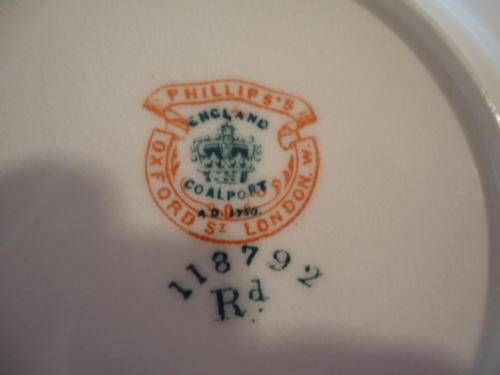 PHILLIPS'S
ENGLAND
COALPORT
A.D. 1750.
OXFORD St LONDON. W.
118792
Rd